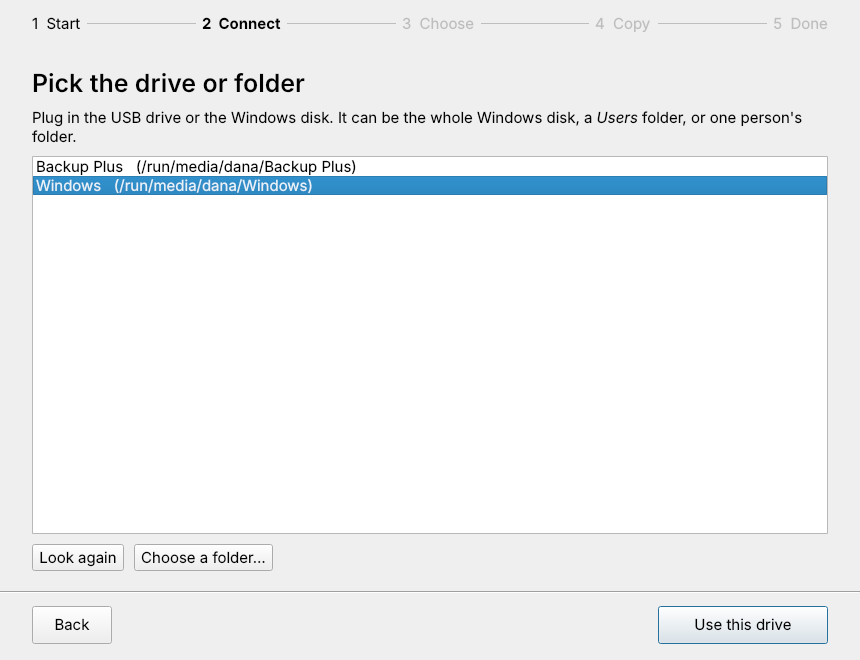 1 Start 2 Connect 3 Choose 4 Copy 5 Done
Pick the drive or folder
Plug in the USB drive or the Windows disk. It can be the whole Windows disk, a Users folder, or one person's
folder.
Backup Plus (/run/media/dana/Backup Plus)
Windows (/run/media/dana/Windows)
Look again Choose a folder...
Back Use this drive